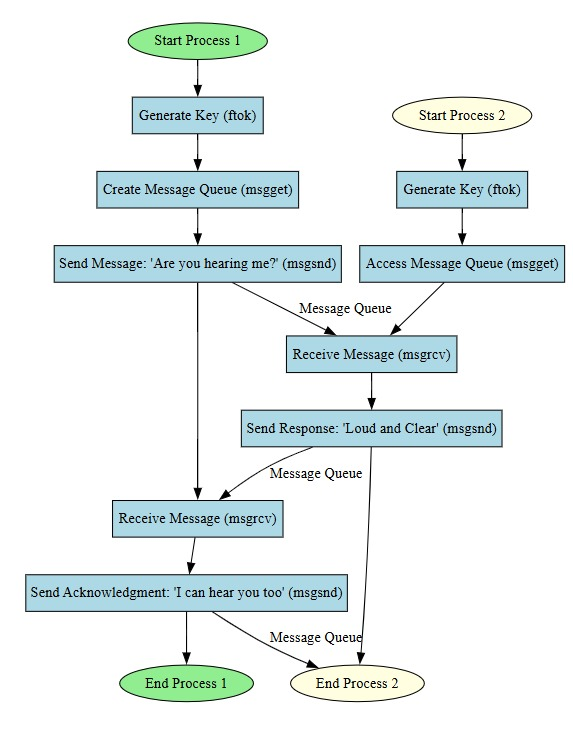 Start Process 1
Generate Key (ftok)
Start Process 2
Create Message Queue (msgget)
Generate Key (ftok)
Send Message: 'Are you hearing me?' (msgsnd)
Access Message Queue (msgget)
Message Queue
Receive Message (msgrcv)
Send Response: 'Loud and Clear' (msgsnd)
Message Queue
Receive Message (msgrcv)
Send Acknowledgment: 'I can hear you too' (msgsnd)
Message Queue
End Process 1
End Process 2